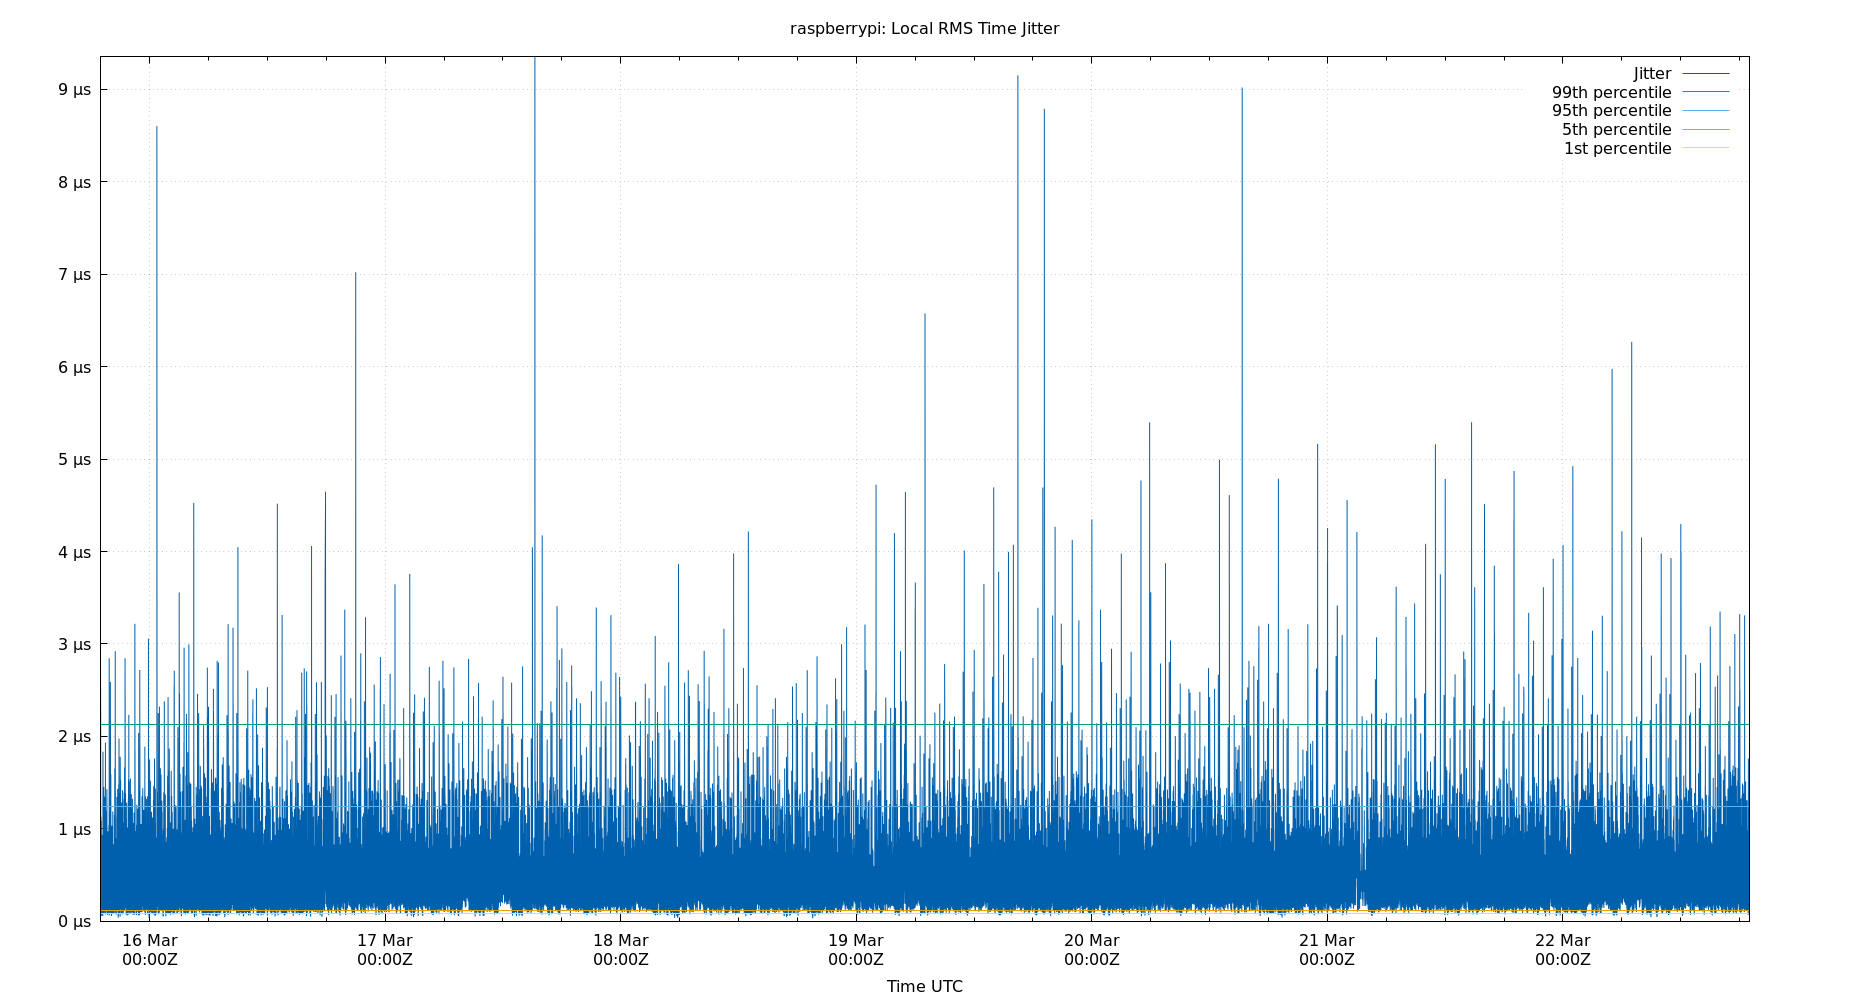 raspberrypi: Local RMS Time Jitter
9 µs
8 µs
7 µs
6 µs
5 µs
4 µs
3 µs
2 µs
1 µs
0 µs
Jitter
99th percentile
95th percentile
5th percentile
1st percentile
16 Mar 17 Mar 18 Mar 19 Mar 20 Mar 21 Mar 22 Mar
00:00Z 00:00Z 00:00Z 00:00Z 00:00Z 00:00Z 00:00Z
Time UTC